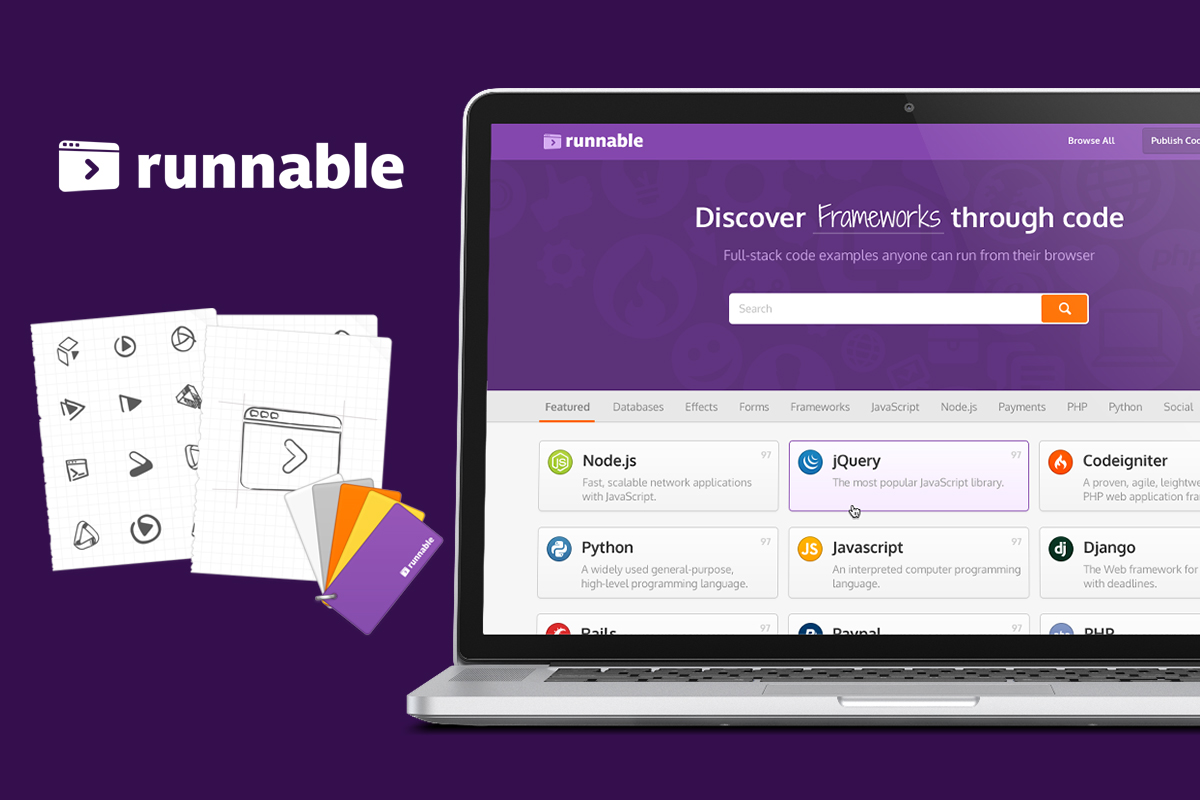 runnable
runnable
Browse All
Publish Coc
Discover Frameworks through code
Full-stack code examples anyone can run from their browser
Search
Featured Databases Effects Forms Frameworks JavaScript Node.js Payments PHP Python Social
Node.js 97
Fast, scalable network applications
with JavaScript.
jQuery 97
The most popular JavaScript library.
Codeigniter
A proven, agile, leightwe
PHP web application fra
Python 97
A widely used general-purpose,
high-level programming language.
JS
Javascript 97
An interpreted computer programming
language.
dj
Django
The Web framework for
with deadlines.
Rails 97
Paypal 97
PHP
runnable